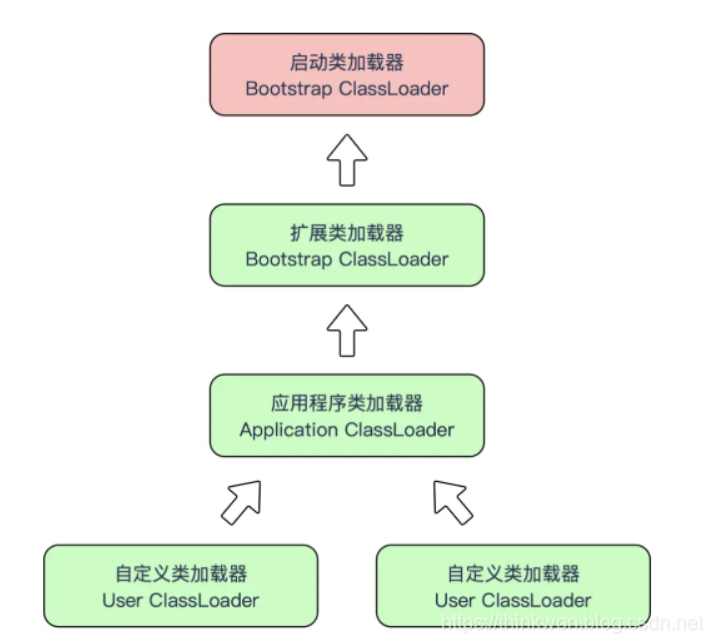 启动类加载器
Bootstrap ClassLoader
扩展类加载器
Bootstrap ClassLoader
应用程序类加载器
Application ClassLoader
自定义类加载器
User ClassLoader
自定义类加载器
User ClassLoader
https://thinkwon.blog.csdn.net